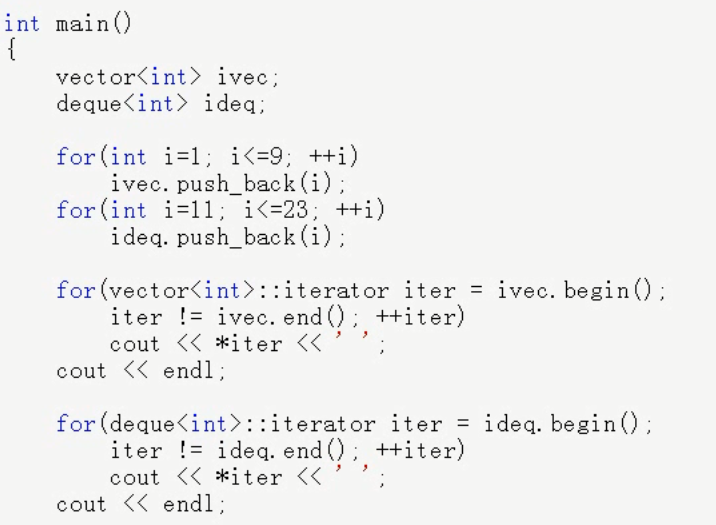 int main()
{
    vector<int> ivec;
    deque<int> ideq;

    for(int i=1; i<=9; ++i)
        ivec.push_back(i);
    for(int i=11; i<=23; ++i)
        ideq.push_back(i);

    for(vector<int>::iterator iter = ivec.begin();
        iter != ivec.end(); ++iter)
        cout << *iter << ' ';
    cout << endl;

    for(deque<int>::iterator iter = ideq.begin();
        iter != ideq.end(); ++iter)
        cout << *iter << ' ';
    cout << endl;